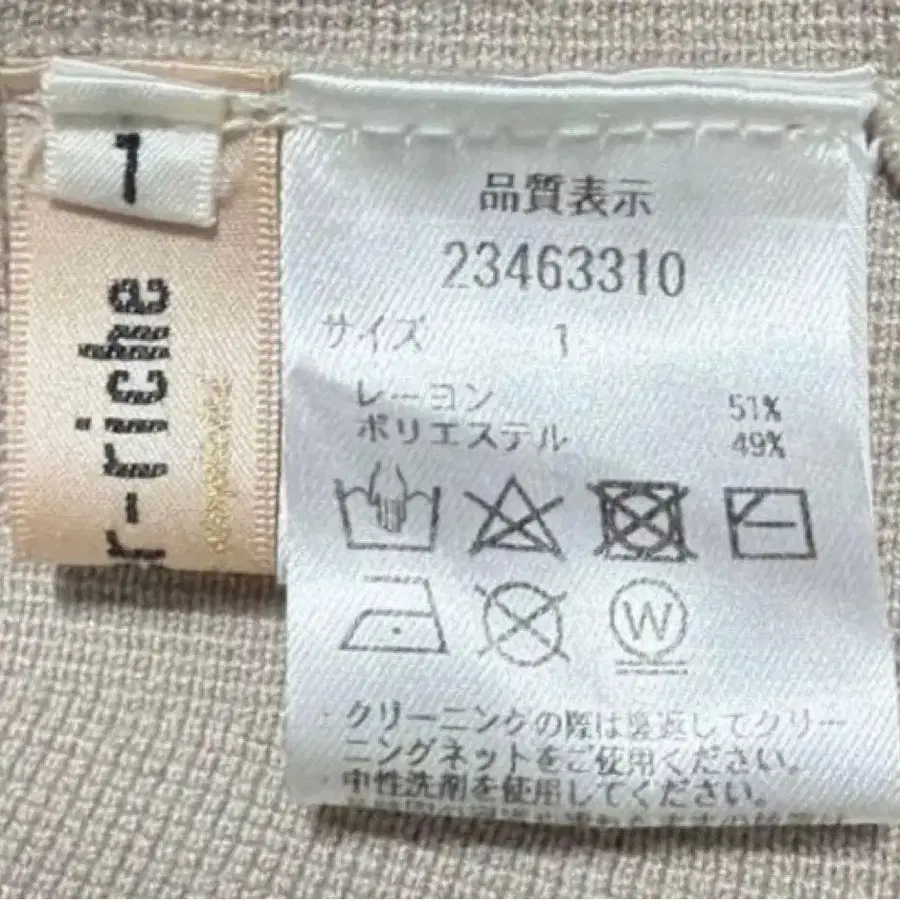 1
r-riche
品質表示
23463310
サイズ 1
レーヨン 51%
ポリエステル 49%
W
・クリーニングの際は裏返してクリー
ニングネットをご使用ください。
・中性洗剤を使用してください。